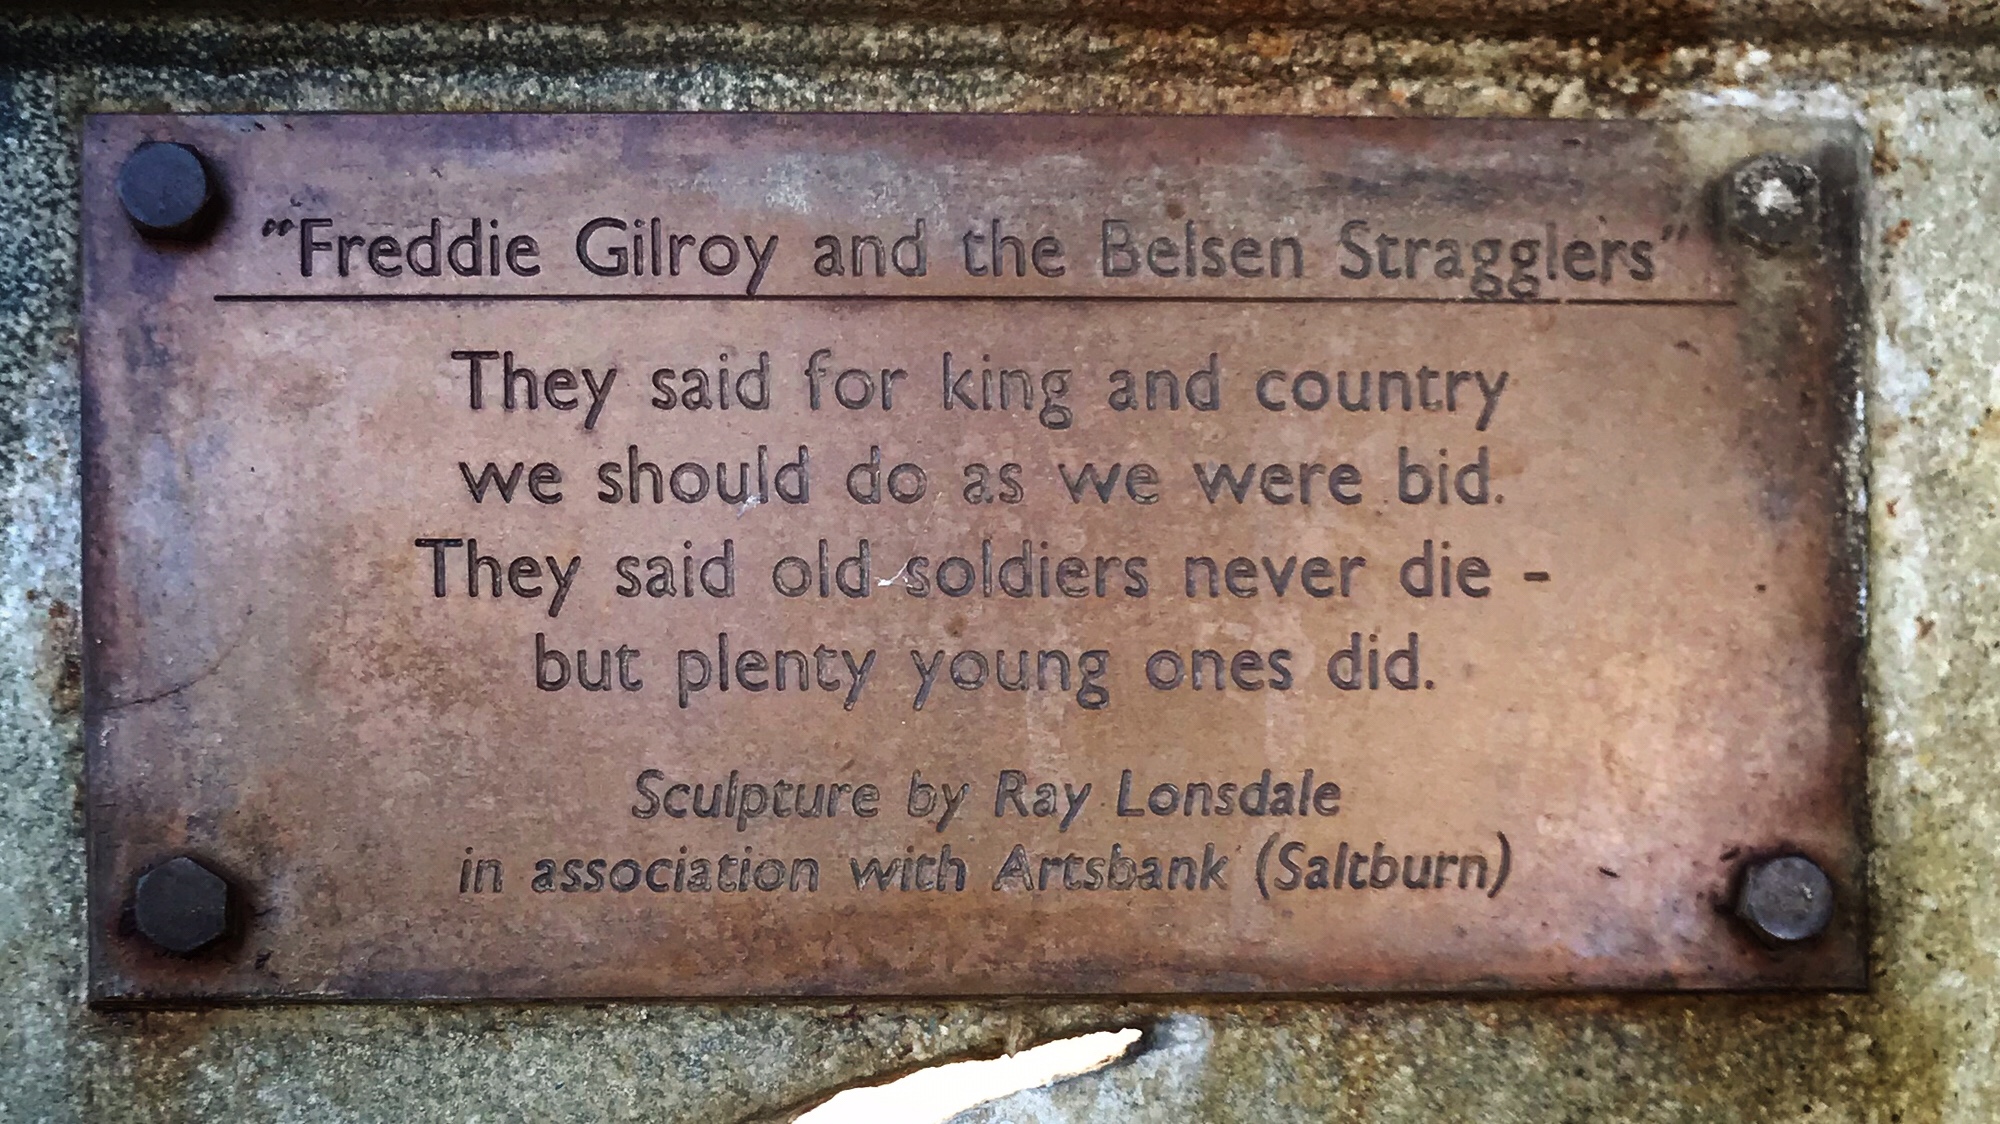 "Freddie Gilroy and the Belsen Stragglers"
They said for king and country
we should do as we were bid.
They said old soldiers never die -
but plenty young ones did.
Sculpture by Ray Lonsdale
in association with Artsbank (Saltburn)